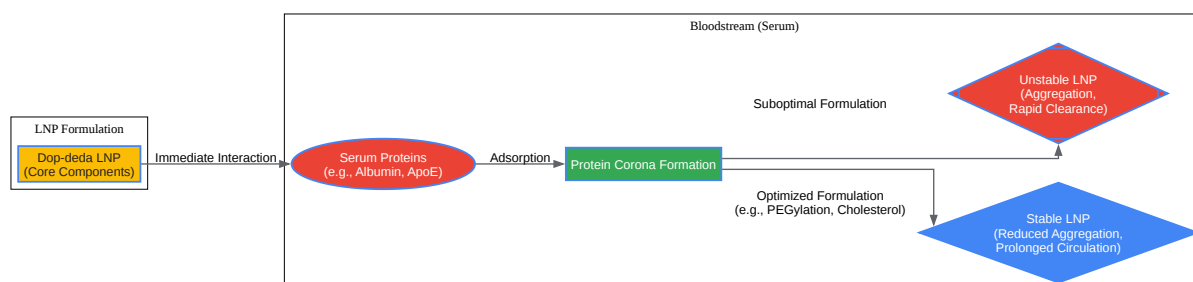 Bloodstream (Serum)
LNP Formulation
Dop-deda LNP
(Core Components)
Immediate Interaction
Serum Proteins
(e.g., Albumin, ApoE)
Adsorption
Protein Corona Formation
Suboptimal Formulation
Unstable LNP
(Aggregation,
Rapid Clearance)
Optimized Formulation
(e.g., PEGylation, Cholesterol)
Stable LNP
(Reduced Aggregation,
Prolonged Circulation)